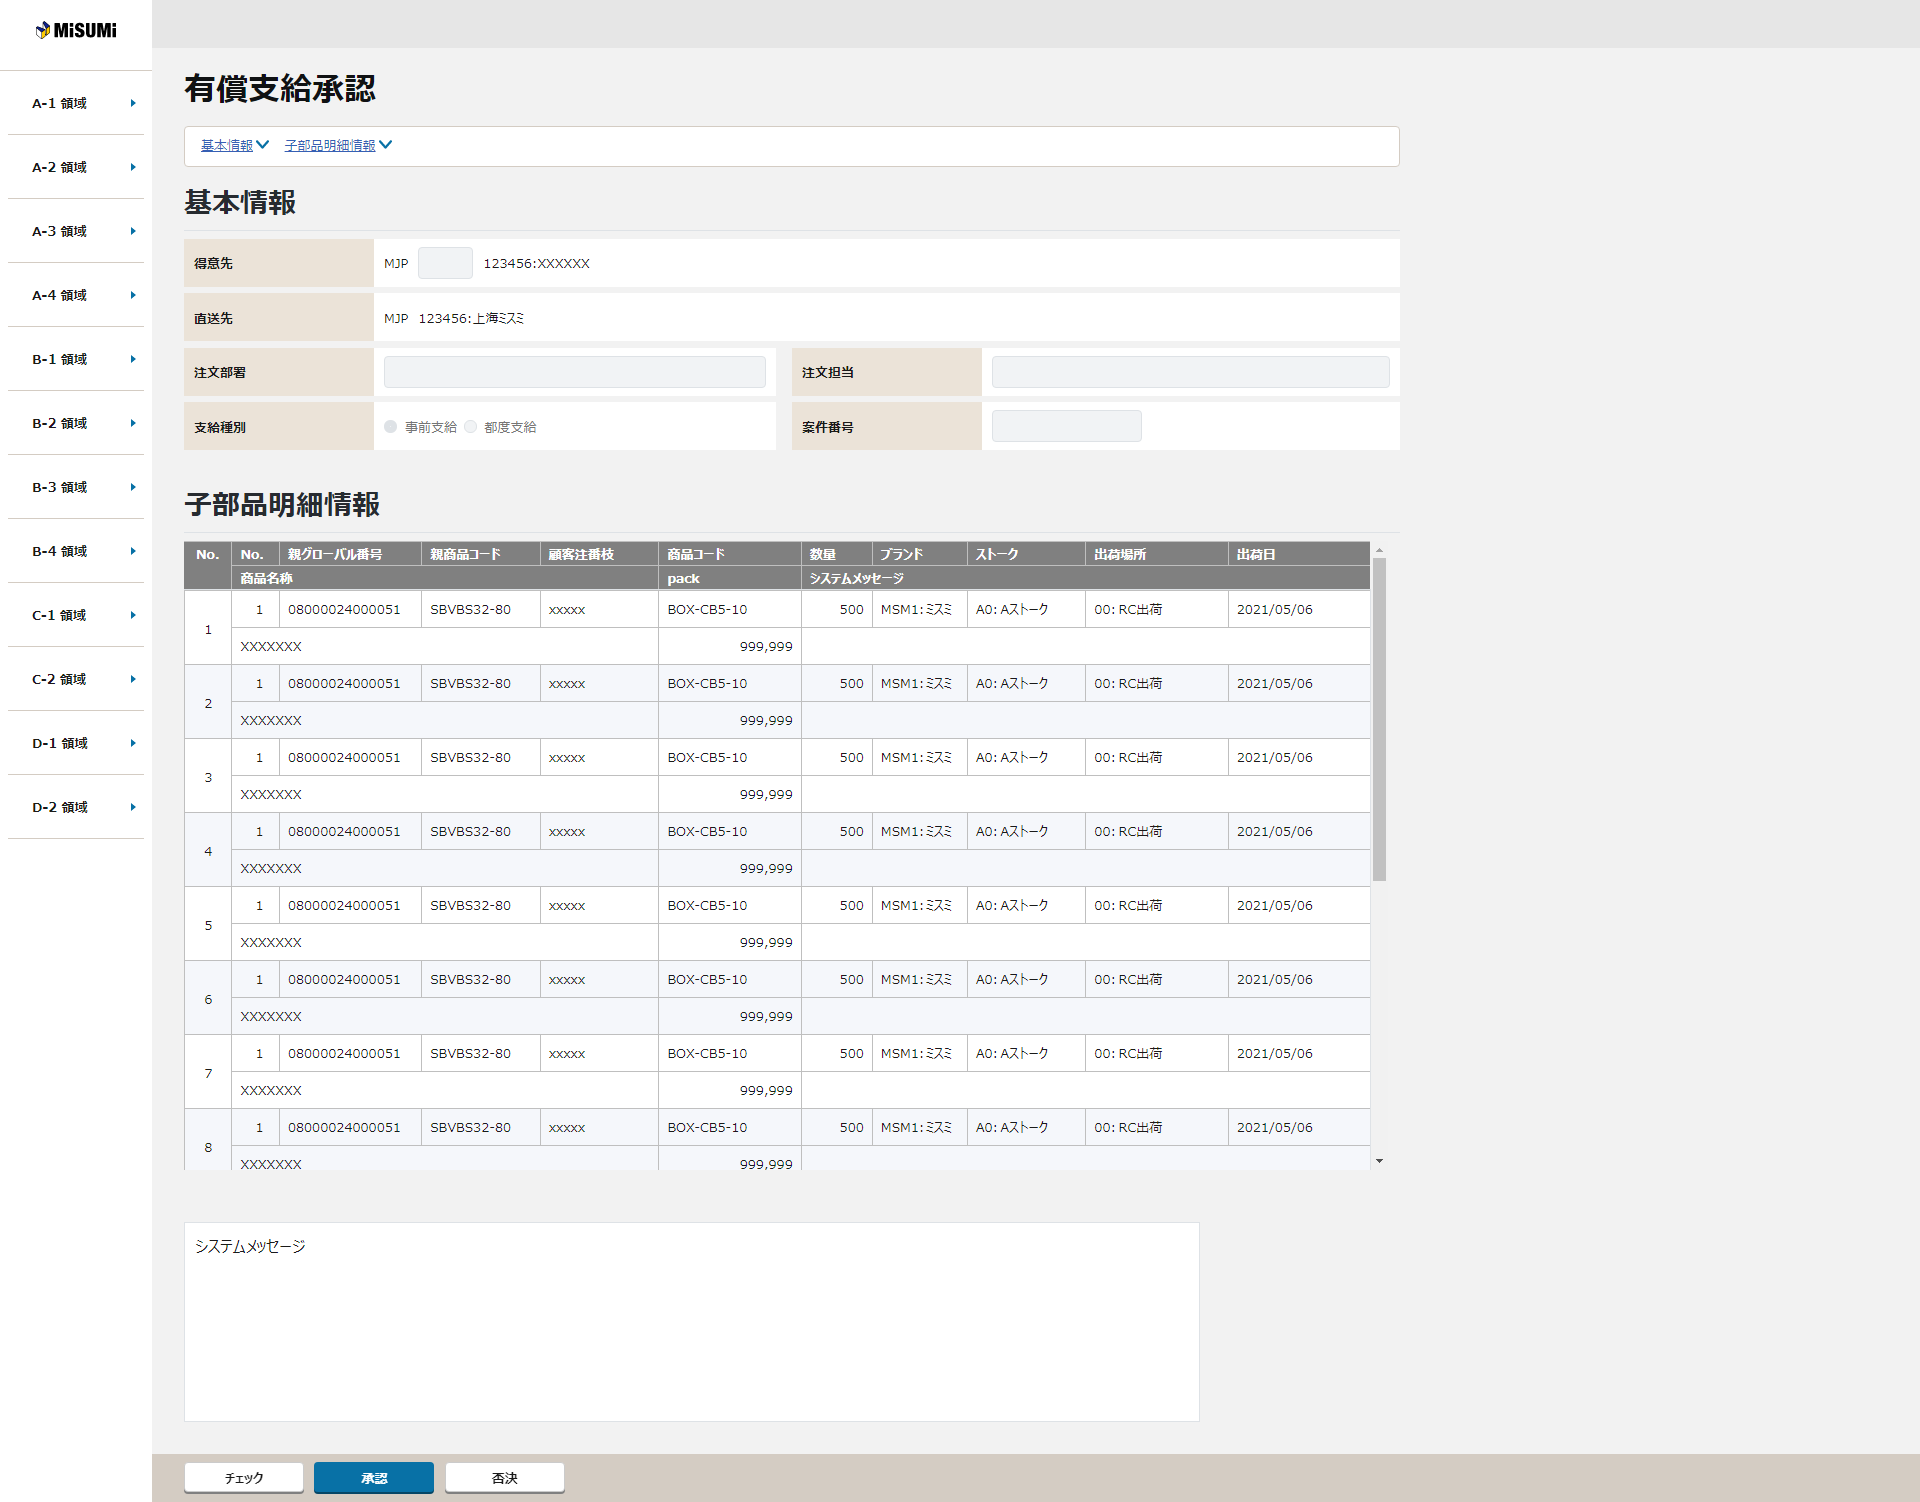 MiSUMi
A-1 領域
A-2 領域
A-3 領域
A-4 領域
B-1 領域
B-2 領域
B-3 領域
B-4 領域
C-1 領域
C-2 領域
D-1 領域
D-2 領域
有償支給承認
基本情報 子部品明細情報
基本情報
得意先 MJP 123456:XXXXXX
直送先 MJP 123456:上海ミスミ
注文部署 注文担当
支給種別 事前支給 都度支給 案件番号
子部品明細情報
No. No. 親グローバル番号 親商品コード 顧客注番枝 商品コード 数量 ブランド ストーク 出荷場所 出荷日
商品名称 pack システムメッセージ
1 1 08000024000051 SBVBS32-80 xxxxx BOX-CB5-10 500 MSM1:ミスミ A0:Aストーク 00:RC出荷 2021/05/06
XXXXXXX 999,999
2 1 08000024000051 SBVBS32-80 xxxxx BOX-CB5-10 500 MSM1:ミスミ A0:Aストーク 00:RC出荷 2021/05/06
XXXXXXX 999,999
3 1 08000024000051 SBVBS32-80 xxxxx BOX-CB5-10 500 MSM1:ミスミ A0:Aストーク 00:RC出荷 2021/05/06
XXXXXXX 999,999
4 1 08000024000051 SBVBS32-80 xxxxx BOX-CB5-10 500 MSM1:ミスミ A0:Aストーク 00:RC出荷 2021/05/06
XXXXXXX 999,999
5 1 08000024000051 SBVBS32-80 xxxxx BOX-CB5-10 500 MSM1:ミスミ A0:Aストーク 00:RC出荷 2021/05/06
XXXXXXX 999,999
6 1 08000024000051 SBVBS32-80 xxxxx BOX-CB5-10 500 MSM1:ミスミ A0:Aストーク 00:RC出荷 2021/05/06
XXXXXXX 999,999
7 1 08000024000051 SBVBS32-80 xxxxx BOX-CB5-10 500 MSM1:ミスミ A0:Aストーク 00:RC出荷 2021/05/06
XXXXXXX 999,999
8 1 08000024000051 SBVBS32-80 xxxxx BOX-CB5-10 500 MSM1:ミスミ A0:Aストーク 00:RC出荷 2021/05/06
XXXXXXX 999,999
システムメッセージ
チェック 承認 否決